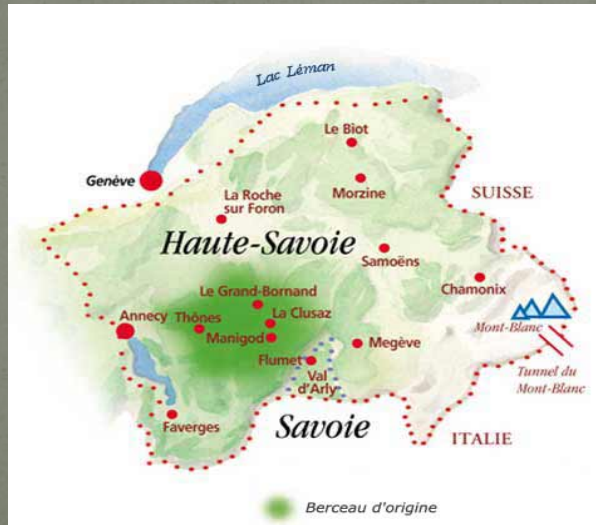 Lac Léman
Le Biot
Genève
Morzine
SUISSE
La Roche
sur Foron
Haute-Savoie
Samoëns
Chamonix
Le Grand-Bornand
Annecy
Thônes
La Clusaz
Mont-Blanc
Manigod
Megève
Flumet
Tunnel du
Mont-Blanc
Val
d'Arly
Faverges
Savoie
ITALIE
Berceau d'origine